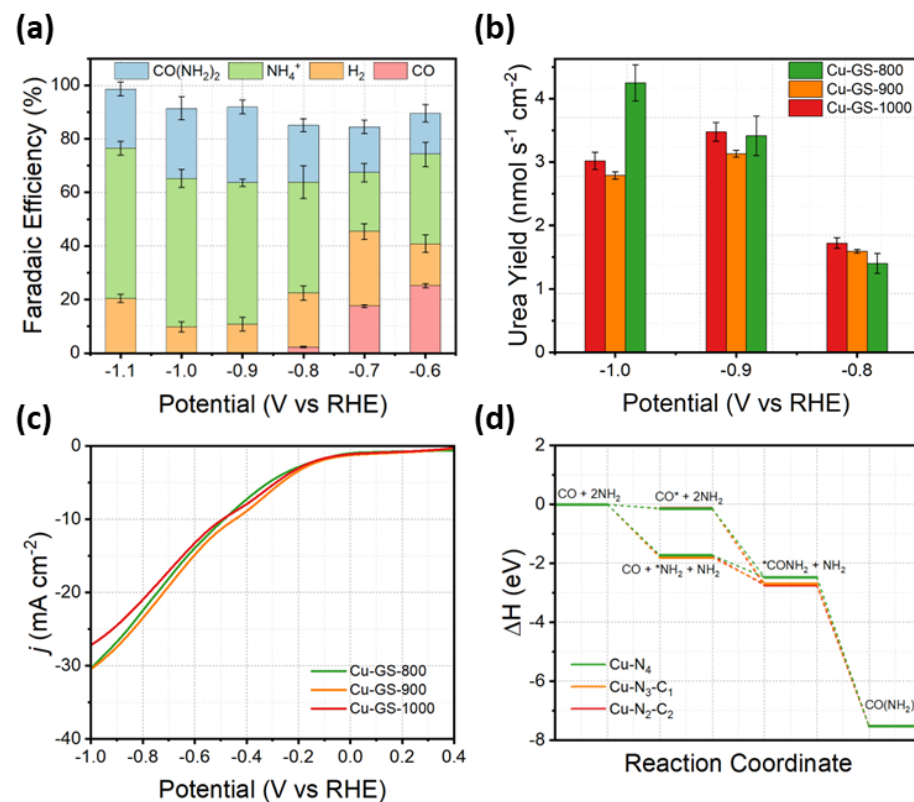 (a)
CO(NH₂)₂ NH₄⁺ H₂ CO
Faradaic Efficiency (%)
100
80
60
40
20
0
-1.1 -1.0 -0.9 -0.8 -0.7 -0.6
Potential (V vs RHE)
(b)
Cu-GS-800
Cu-GS-900
Cu-GS-1000
Urea Yield (nmol s⁻¹ cm⁻²)
4
3
2
1
0
-1.0 -0.9 -0.8
Potential (V vs RHE)
(c)
j (mA cm⁻²)
0
-10
-20
-30
-40
Cu-GS-800
Cu-GS-900
Cu-GS-1000
-1.0 -0.8 -0.6 -0.4 -0.2 0.0 0.2 0.4
Potential (V vs RHE)
(d)
ΔH (eV)
2
0
-2
-4
-6
-8
CO + 2NH₂
CO* + 2NH₂
CO + *NH₂ + NH₂
*CONH₂ + NH₂
CO(NH₂)
Cu-N₄
Cu-N₃-C₁
Cu-N₂-C₂
Reaction Coordinate